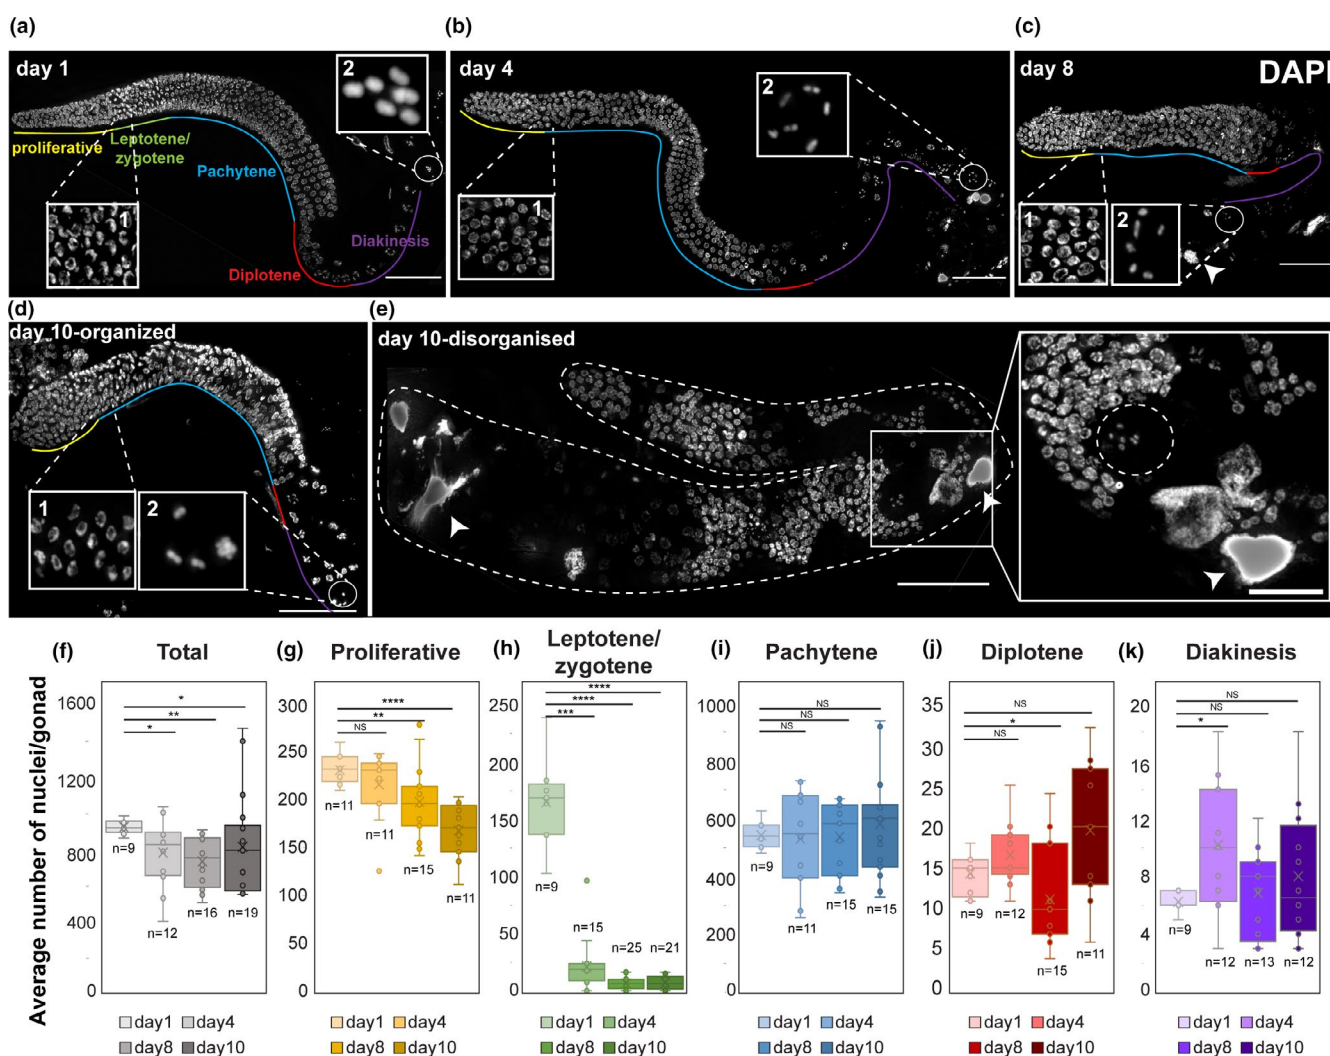 (a)
(b)
(c)
day 1
2
day 4
2
day 8
DAPI
proliferative
Leptotene/
zygotene
Pachytene
1
Diakinesis
Diplotene
1
1
2
(d)
(e)
day 10-organized
day 10-disorganised
1
2
(f)
Total
(g)
Proliferative
(h)
Leptotene/
zygotene
(i)
Pachytene
(j)
Diplotene
(k)
Diakinesis
Average number of nuclei/gonad
1600
1200
800
400
0
*
**
*
n=9
n=12
n=16
n=19
300
250
200
150
100
50
0
****
**
NS
n=11
n=11
n=15
n=11
250
200
150
100
50
0
****
****
***
n=9
n=15
n=25
n=21
1000
800
600
400
200
0
NS
NS
NS
n=9
n=11
n=15
n=15
35
30
25
20
15
10
5
0
NS
*
NS
n=9
n=12
n=15
n=11
20
16
12
8
4
0
NS
NS
*
n=9
n=12
n=13
n=12
day1 day4
day8 day10
day1 day4
day8 day10
day1 day4
day8 day10
day1 day4
day8 day10
day1 day4
day8 day10
day1 day4
day8 day10